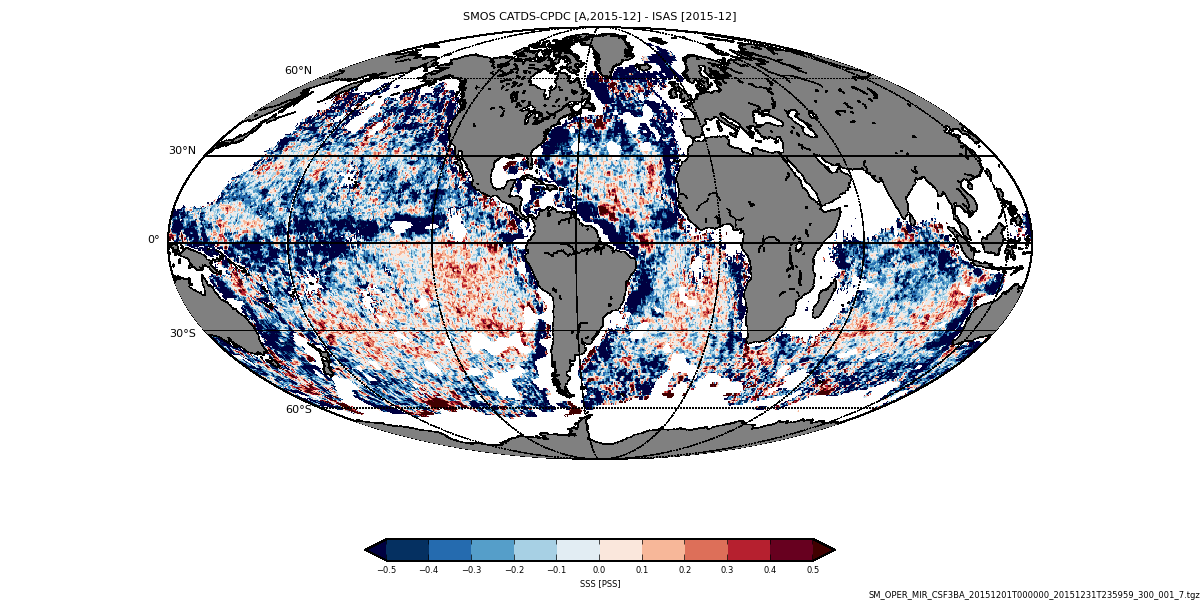 SMOS CATDS-CPDC [A,2015-12] - ISAS [2015-12]
60°N
30°N
0°
30°S
60°S
−0.5 −0.4 −0.3 −0.2 −0.1 0.0 0.1 0.2 0.3 0.4 0.5
SSS [PSS]
SM_OPER_MIR_CSF3BA_20151201T000000_20151231T235959_300_001_7.tgz